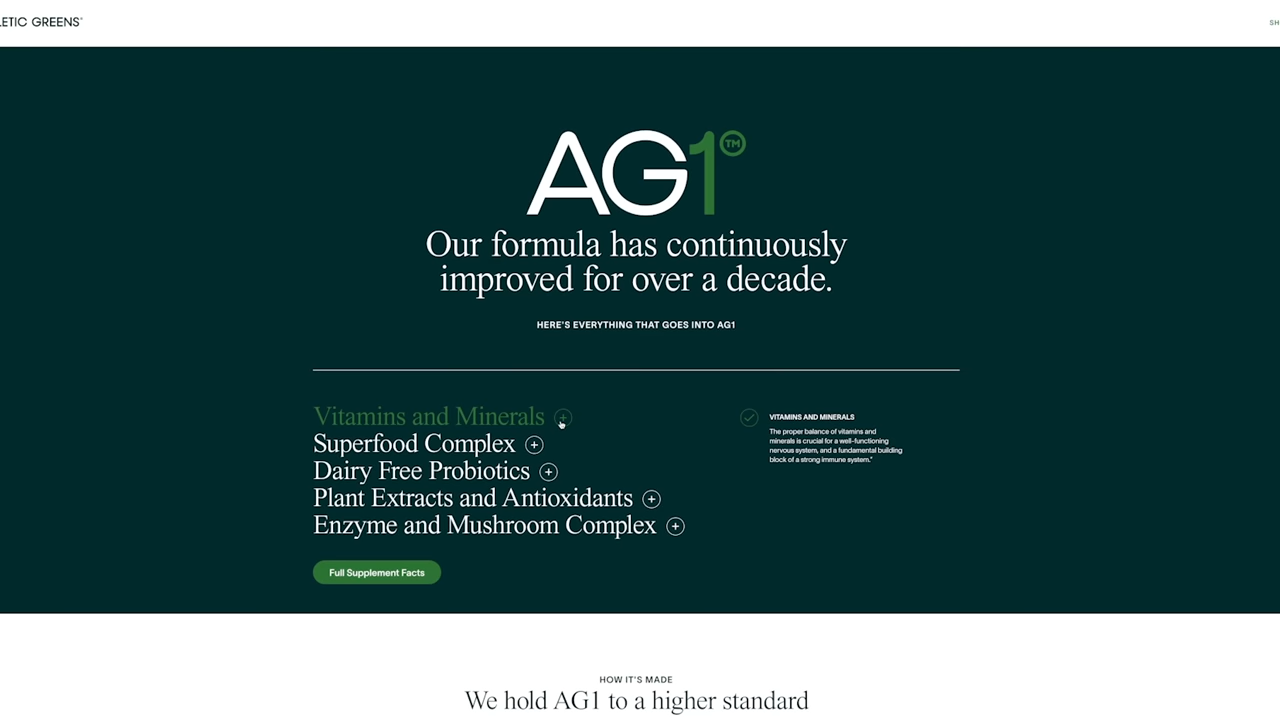 LETIC GREENS®
SH
AG1™
Our formula has continuously
improved for over a decade.
HERE'S EVERYTHING THAT GOES INTO AG1
Vitamins and Minerals
Superfood Complex
Dairy Free Probiotics
Plant Extracts and Antioxidants
Enzyme and Mushroom Complex
VITAMINS AND MINERALS
The proper balance of vitamins and
minerals is crucial for a well-functioning
nervous system, and a fundamental building
block of a strong immune system.*
Full Supplement Facts
HOW IT'S MADE
We hold AG1 to a higher standard